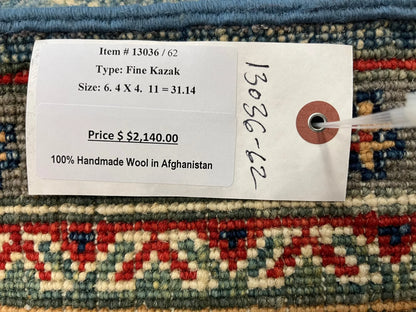 Item # 13036 / 62
Type: Fine Kazak
Size: 6. 4 X 4.  11 = 31.14
Price $ $2,140.00
100% Handmade Wool in Afghanistan
13036-62